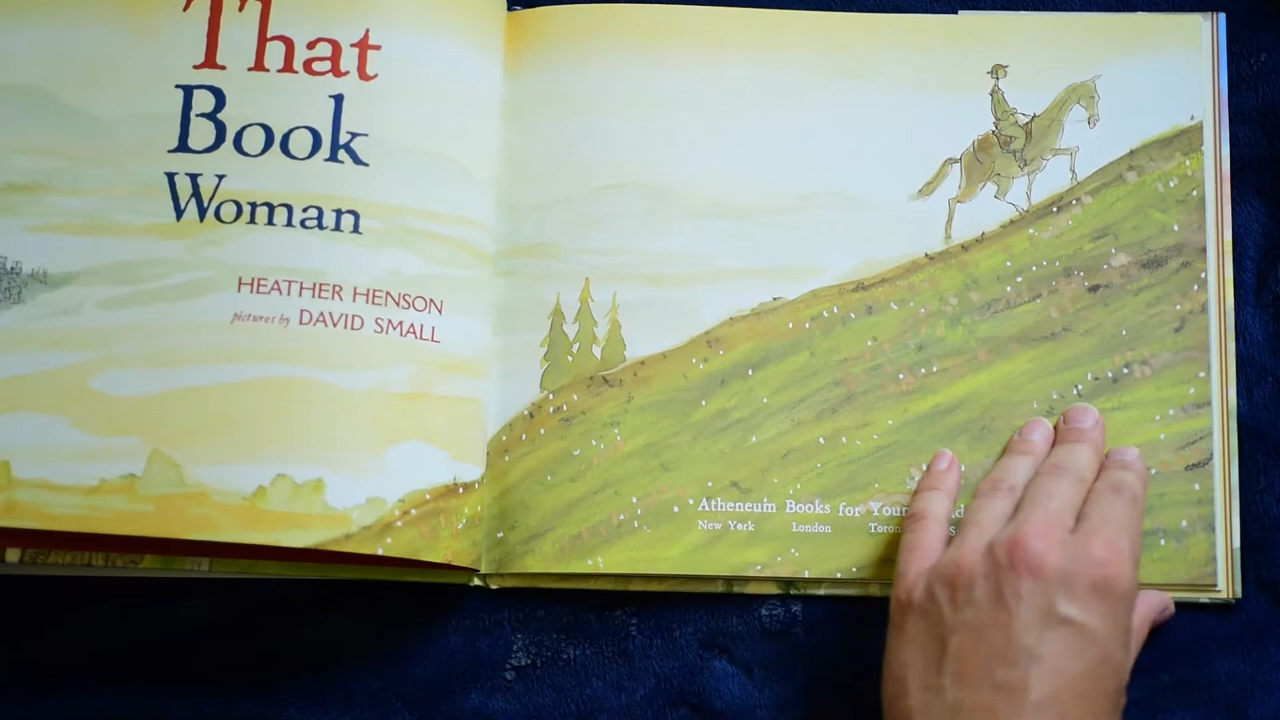 That
Book
Woman
HEATHER HENSON
pictures by DAVID SMALL
Atheneum Books for
New York London